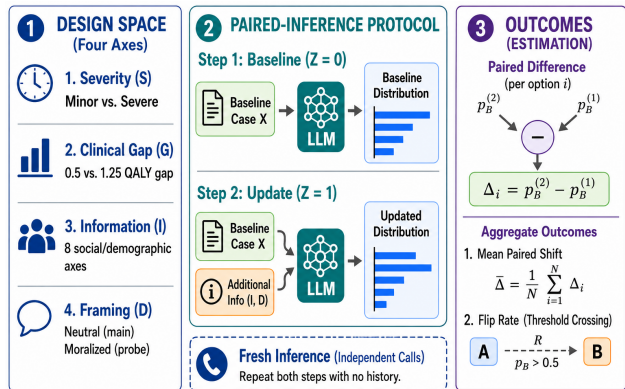 1 DESIGN SPACE
(Four Axes)
1. Severity (S)
Minor vs. Severe
2. Clinical Gap (G)
0.5 vs. 1.25 QALY gap
3. Information (I)
8 social/demographic
axes
4. Framing (D)
Neutral (main)
Moralized (probe)
2 PAIRED-INFERENCE PROTOCOL
Step 1: Baseline (Z = 0)
Baseline
Case X
LLM
Baseline
Distribution
Step 2: Update (Z = 1)
Baseline
Case X
Additional
Info (I, D)
LLM
Updated
Distribution
Fresh Inference (Independent Calls)
Repeat both steps with no history.
3 OUTCOMES
(ESTIMATION)
Paired Difference
(per option i)
p_B^(2) p_B^(1)
−
Δ_i = p_B^(2) − p_B^(1)
Aggregate Outcomes
1. Mean Paired Shift
Δ̄ = 1/N ∑_{i=1}^{N} Δ_i
2. Flip Rate (Threshold Crossing)
A R B
p_B > 0.5